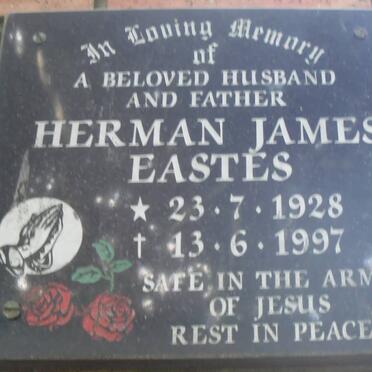 In Loving Memory
of
A BELOVED HUSBAND
AND FATHER
HERMAN JAMES
EASTES
★ 23·7·1928
† 13·6·1997
SAFE IN THE ARM
OF JESUS
REST IN PEACE